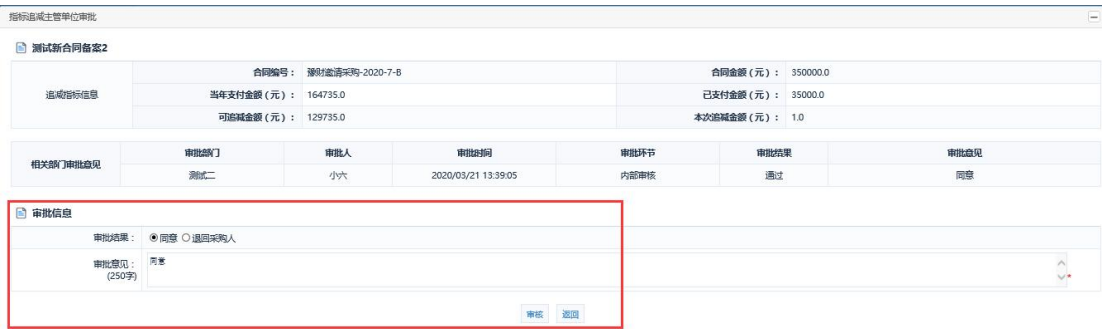 指标追减主管单位审批
测试新合同备案2
追减指标信息
合同编号： 豫财邀请采购-2020-7-B 合同金额（元）： 350000.0
当年支付金额（元）： 164735.0 已支付金额（元）： 35000.0
可追减金额（元）： 129735.0 本次追减金额（元）： 1.0
相关部门审批意见
审批部门 审批人 审批时间 审批环节 审批结果 审批意见
测试二 小六 2020/03/21 13:39:05 内部审核 通过 同意
审批信息
审批结果： 同意 退回采购人
审批意见： 同意
(250字) *
审核 返回